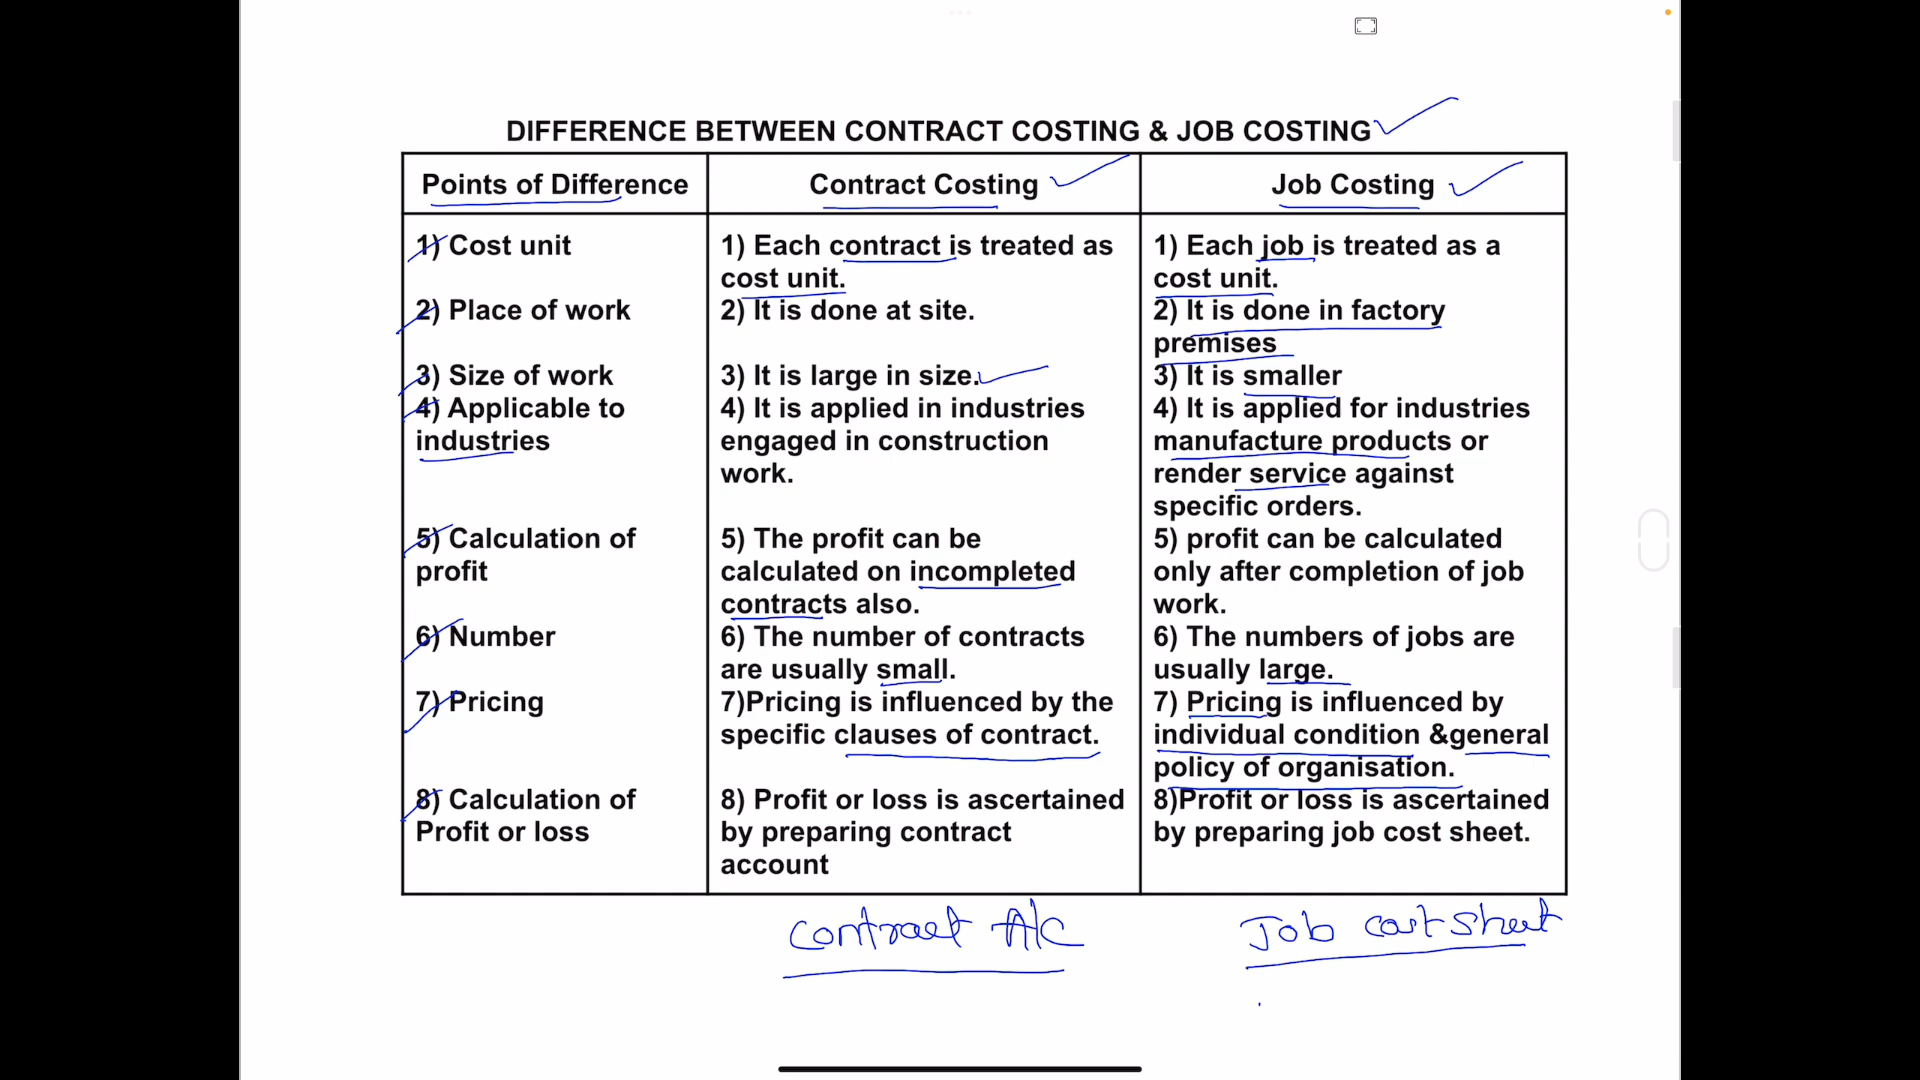 DIFFERENCE BETWEEN CONTRACT COSTING & JOB COSTING
Points of Difference
Contract Costing
Job Costing
1) Cost unit
2) Place of work
3) Size of work
4) Applicable to
industries
5) Calculation of
profit
6) Number
7) Pricing
8) Calculation of
Profit or loss
1) Each contract is treated as
cost unit.
2) It is done at site.
3) It is large in size.
4) It is applied in industries
engaged in construction
work.
5) The profit can be
calculated on incompleted
contracts also.
6) The number of contracts
are usually small.
7)Pricing is influenced by the
specific clauses of contract.
8) Profit or loss is ascertained
by preparing contract
account
1) Each job is treated as a
cost unit.
2) It is done in factory
premises
3) It is smaller
4) It is applied for industries
manufacture products or
render service against
specific orders.
5) profit can be calculated
only after completion of job
work.
6) The numbers of jobs are
usually large.
7) Pricing is influenced by
individual condition &general
policy of organisation.
8)Profit or loss is ascertained
by preparing job cost sheet.
Contract A/C
Job cost sheet